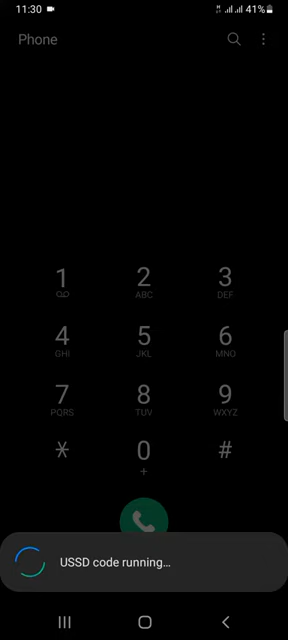 11:30
41%
Phone
1
2
ABC
3
DEF
4
GHI
5
JKL
6
MNO
7
PQRS
8
TUV
9
WXYZ
*
0
+
#
USSD code running...